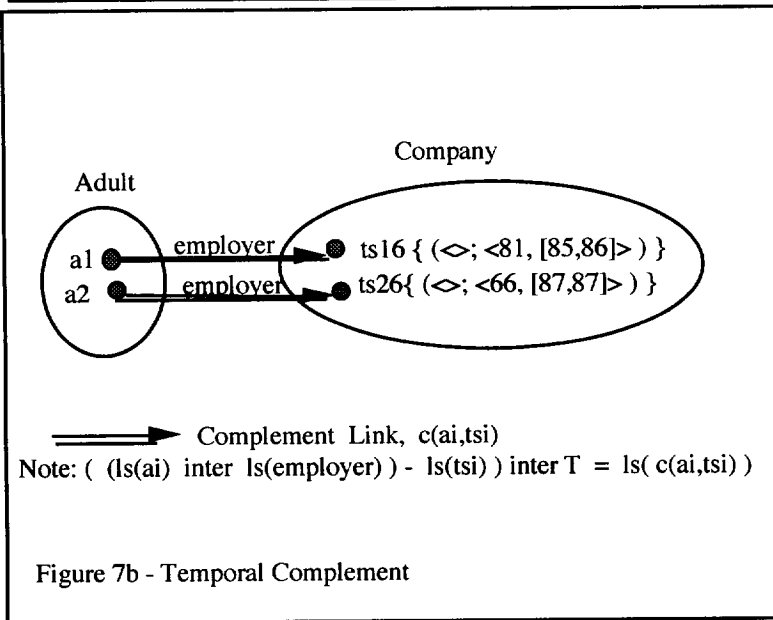 Company
Adult
a1 employer ts16 { (<>; <81, [85,86]> ) }
a2 employer ts26{ (<>; <66, [87,87]> ) }
Complement Link, c(ai,tsi)
Note: ( (ls(ai) inter ls(employer) ) - ls(tsi) ) inter T = ls( c(ai,tsi) )
Figure 7b - Temporal Complement